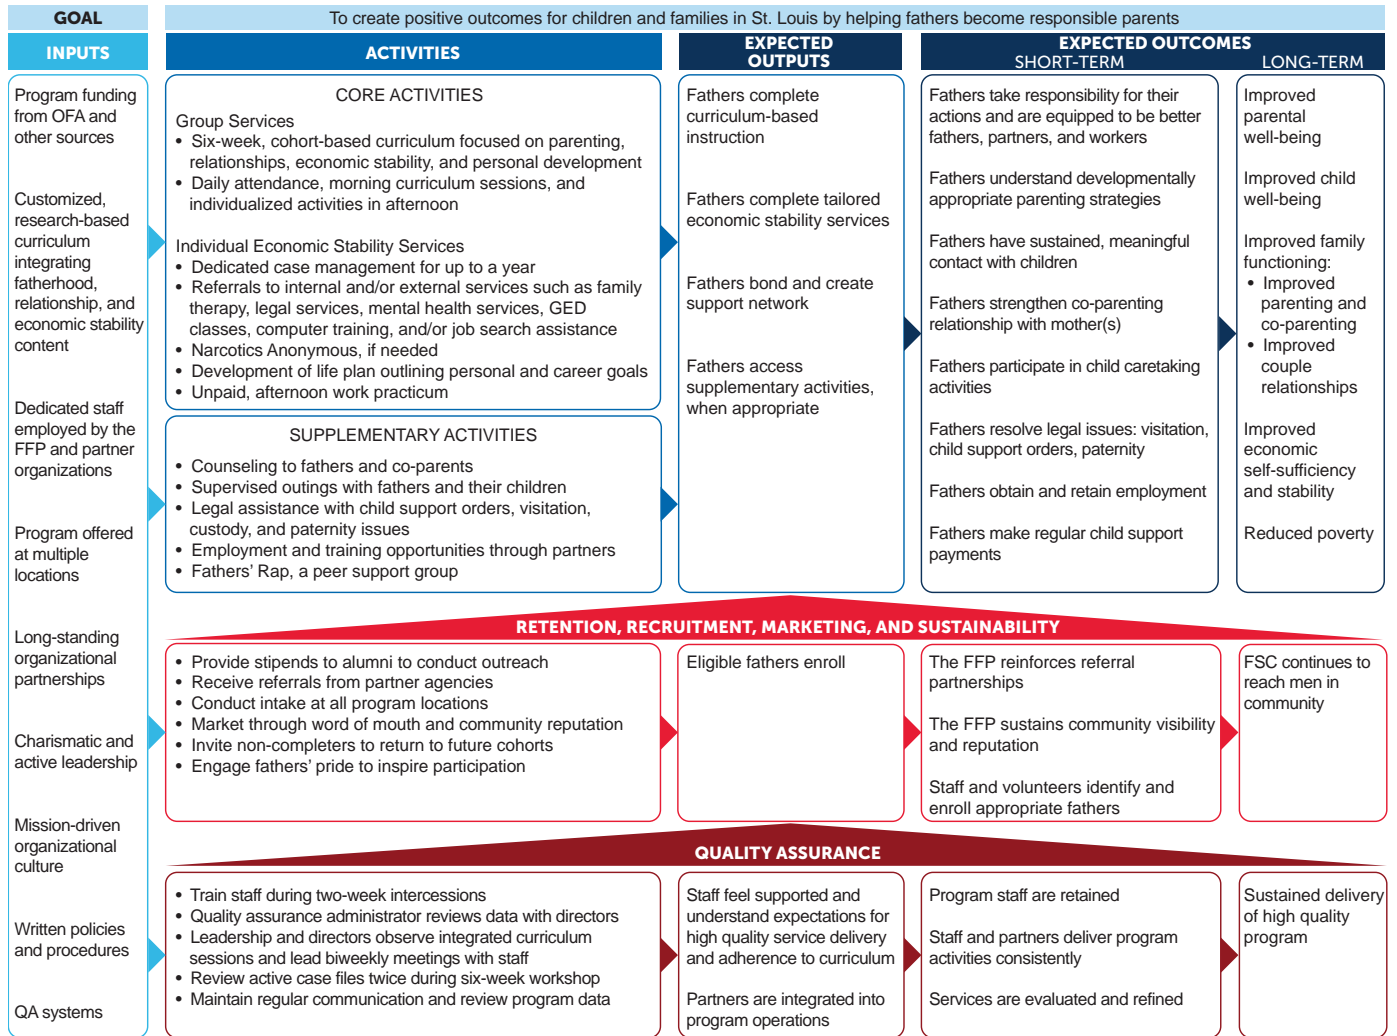 GOAL
To create positive outcomes for children and families in St. Louis by helping fathers become responsible parents
INPUTS
Program funding
from OFA and
other sources
Customized,
research-based
curriculum
integrating
fatherhood,
relationship, and
economic stability
content
Dedicated staff
employed by the
FFP and partner
organizations
Program offered
at multiple
locations
Long-standing
organizational
partnerships
Charismatic and
active leadership
Mission-driven
organizational
culture
Written policies
and procedures
QA systems
ACTIVITIES
CORE ACTIVITIES
Group Services
• Six-week, cohort-based curriculum focused on parenting,
relationships, economic stability, and personal development
• Daily attendance, morning curriculum sessions, and
individualized activities in afternoon
Individual Economic Stability Services
• Dedicated case management for up to a year
• Referrals to internal and/or external services such as family
therapy, legal services, mental health services, GED
classes, computer training, and/or job search assistance
• Narcotics Anonymous, if needed
• Development of life plan outlining personal and career goals
• Unpaid, afternoon work practicum
SUPPLEMENTARY ACTIVITIES
• Counseling to fathers and co-parents
• Supervised outings with fathers and their children
• Legal assistance with child support orders, visitation,
custody, and paternity issues
• Employment and training opportunities through partners
• Fathers' Rap, a peer support group
EXPECTED
OUTPUTS
Fathers complete
curriculum-based
instruction
Fathers complete tailored
economic stability services
Fathers bond and create
support network
Fathers access
supplementary activities,
when appropriate
EXPECTED OUTCOMES
SHORT-TERM
Fathers take responsibility for their
actions and are equipped to be better
fathers, partners, and workers
Fathers understand developmentally
appropriate parenting strategies
Fathers have sustained, meaningful
contact with children
Fathers strengthen co-parenting
relationship with mother(s)
Fathers participate in child caretaking
activities
Fathers resolve legal issues: visitation,
child support orders, paternity
Fathers obtain and retain employment
Fathers make regular child support
payments
LONG-TERM
Improved
parental
well-being
Improved child
well-being
Improved family
functioning:
• Improved
parenting and
co-parenting
• Improved
couple
relationships
Improved
economic
self-sufficiency
and stability
Reduced poverty
RETENTION, RECRUITMENT, MARKETING, AND SUSTAINABILITY
• Provide stipends to alumni to conduct outreach
• Receive referrals from partner agencies
• Conduct intake at all program locations
• Market through word of mouth and community reputation
• Invite non-completers to return to future cohorts
• Engage fathers' pride to inspire participation
Eligible fathers enroll
The FFP reinforces referral
partnerships
The FFP sustains community visibility
and reputation
Staff and volunteers identify and
enroll appropriate fathers
FSC continues to
reach men in
community
QUALITY ASSURANCE
• Train staff during two-week intercessions
• Quality assurance administrator reviews data with directors
• Leadership and directors observe integrated curriculum
sessions and lead biweekly meetings with staff
• Review active case files twice during six-week workshop
• Maintain regular communication and review program data
Staff feel supported and
understand expectations for
high quality service delivery
and adherence to curriculum
Partners are integrated into
program operations
Program staff are retained
Staff and partners deliver program
activities consistently
Services are evaluated and refined
Sustained delivery
of high quality
program